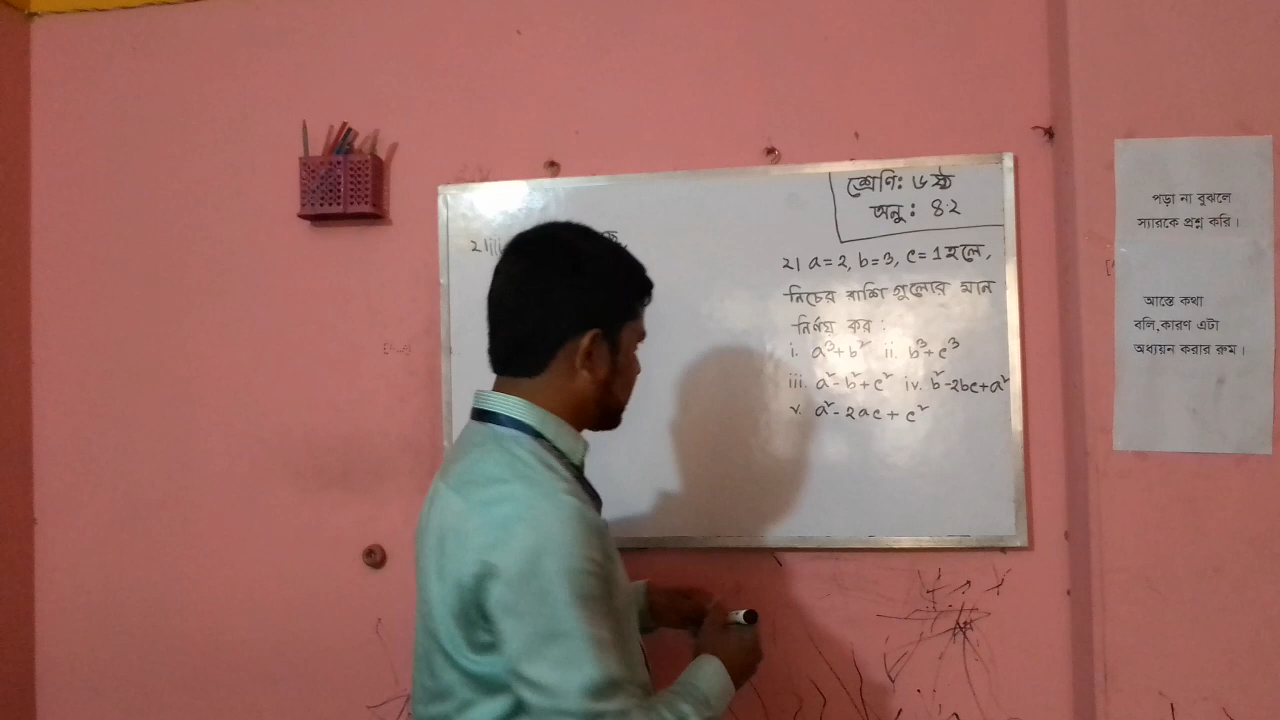 শ্রেণি: ৬ষ্ঠ
অনু: ৪.২
২।iii
২। a=2, b=3, c=1 হলে,
নিচের রাশি গুলোর মান
নির্ণয় কর:
i. a³+b² ii. b³+c³
iii. a²-b²+c² iv. b²-2bc+a²
v. a²-2ac+c²
পড়া না বুঝলে
স্যারকে প্রশ্ন করি।
আস্তে কথা
বলি,কারণ এটা
অধ্যয়ন করার রুম।